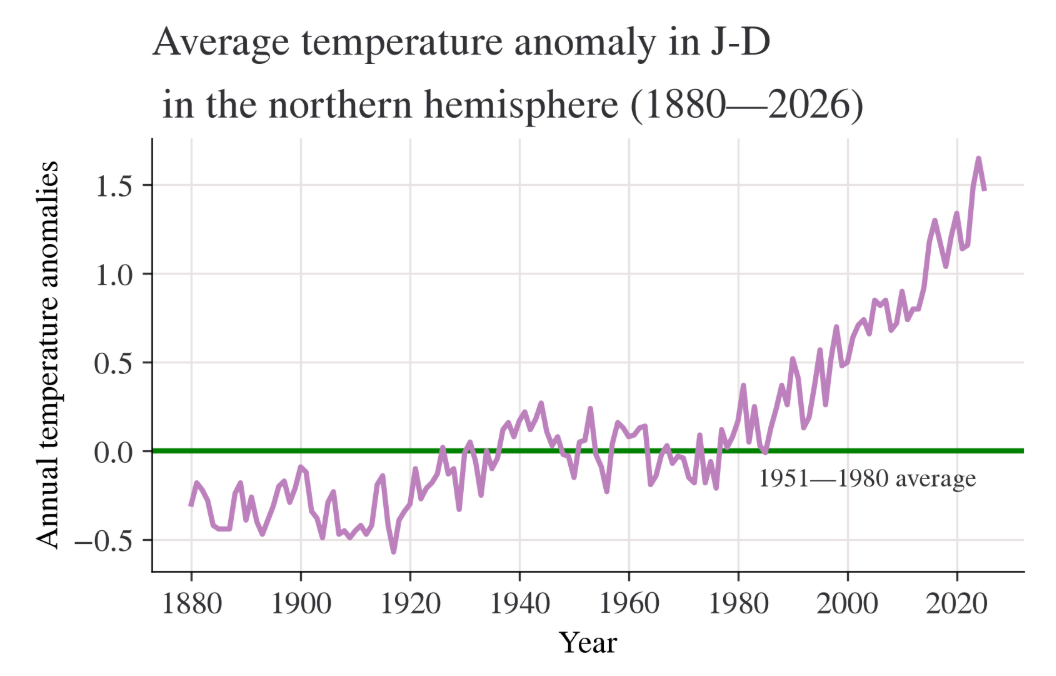 Average temperature anomaly in J-D
in the northern hemisphere (1880—2026)
Annual temperature anomalies
1.5
1.0
0.5
0.0
−0.5
1951—1980 average
1880 1900 1920 1940 1960 1980 2000 2020
Year